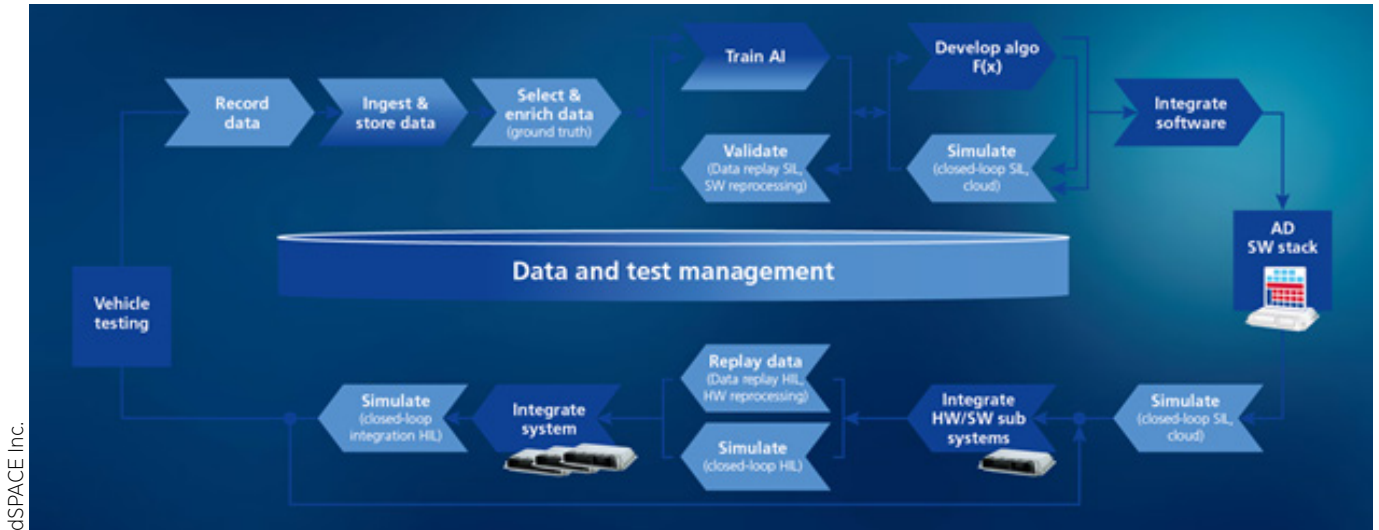 Record
data
Ingest &
store data
Select &
enrich data
(ground truth)
Train AI
Validate
(Data replay SIL,
SW reprocessing)
Develop algo
F(x)
Simulate
(closed-loop SIL,
cloud)
Integrate
software
AD
SW stack
Data and test management
Vehicle
testing
Simulate
(closed-loop
integration HIL)
Integrate
system
Replay data
(Data replay HIL,
HW reprocessing)
Simulate
(closed-loop HIL)
Integrate
HW/SW sub
systems
Simulate
(closed-loop SIL,
cloud)
dSPACE Inc.